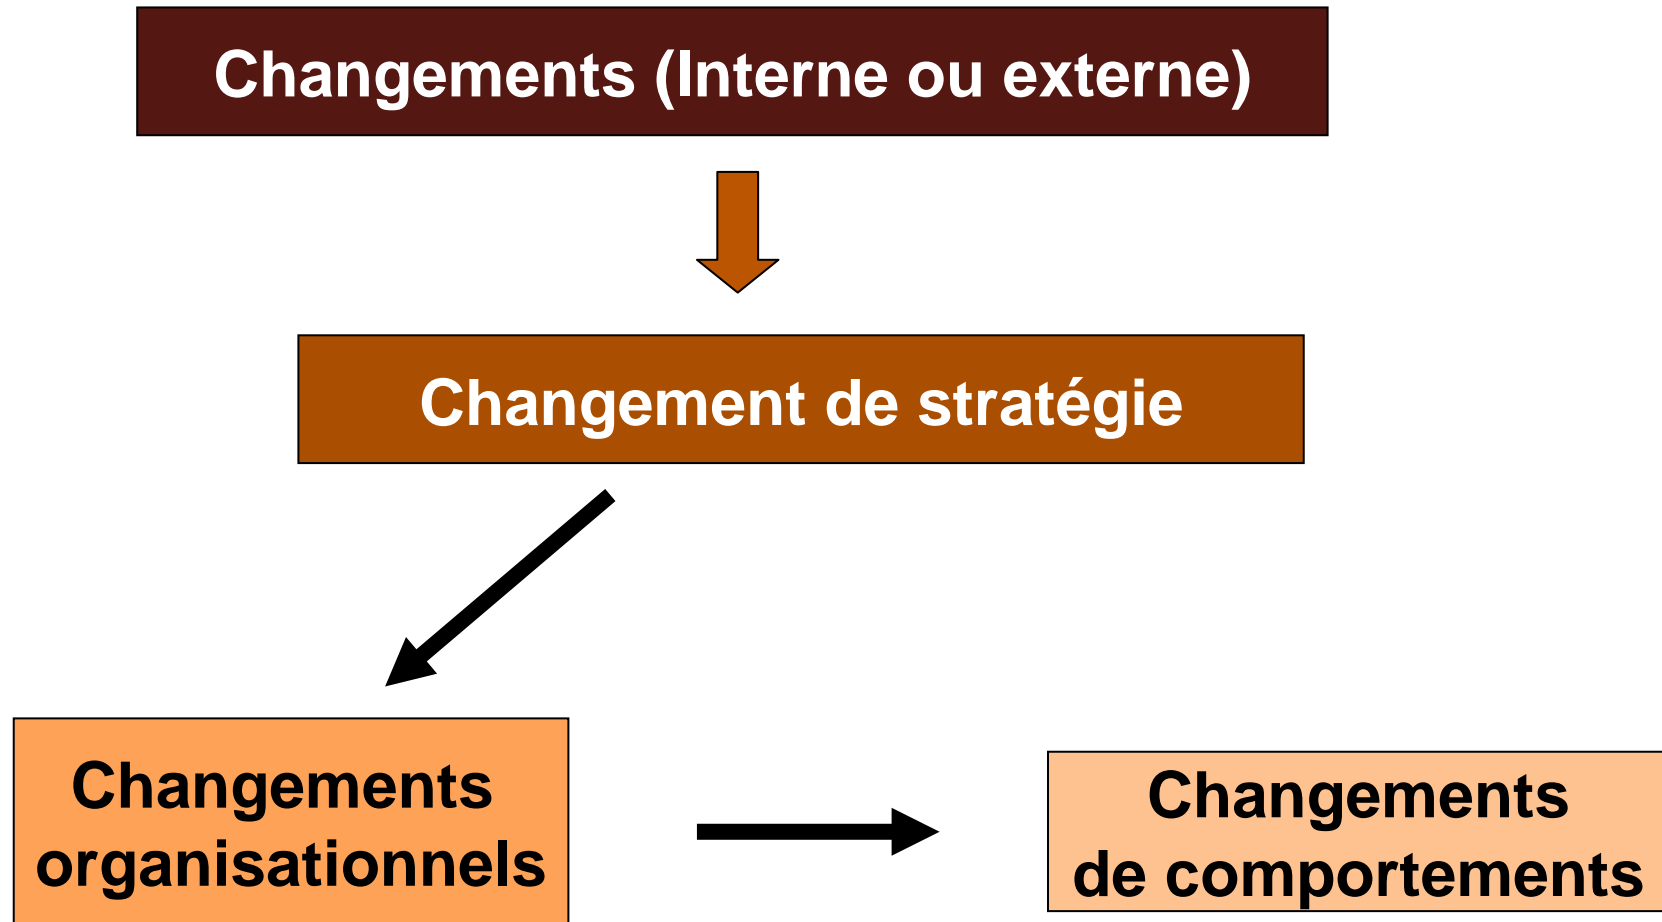 Changements (Interne ou externe)
Changement de stratégie
Changements
organisationnels
Changements
de comportements